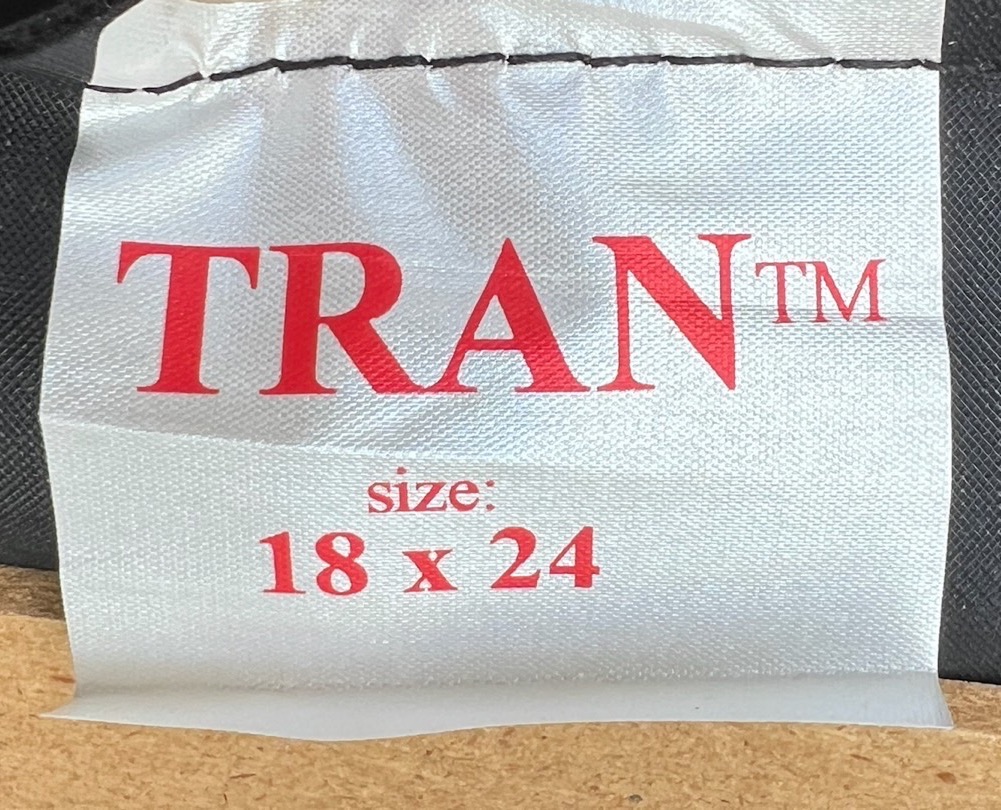 TRAN™
size:
18 x 24